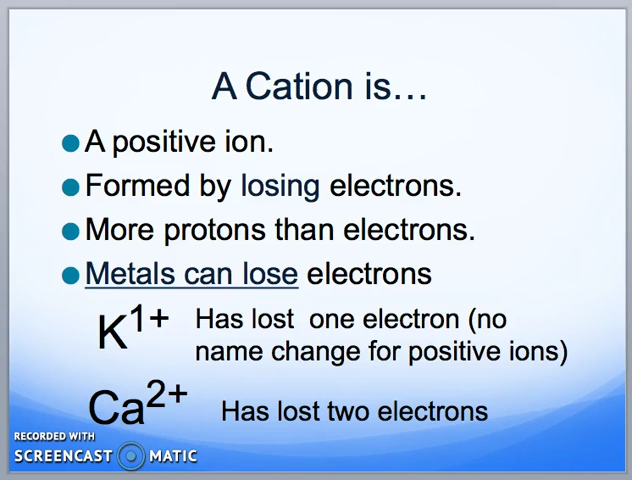 A Cation is…
A positive ion.
Formed by losing electrons.
More protons than electrons.
Metals can lose electrons
K¹⁺ Has lost one electron (no
name change for positive ions)
Ca²⁺ Has lost two electrons
RECORDED WITH
SCREENCAST MATIC